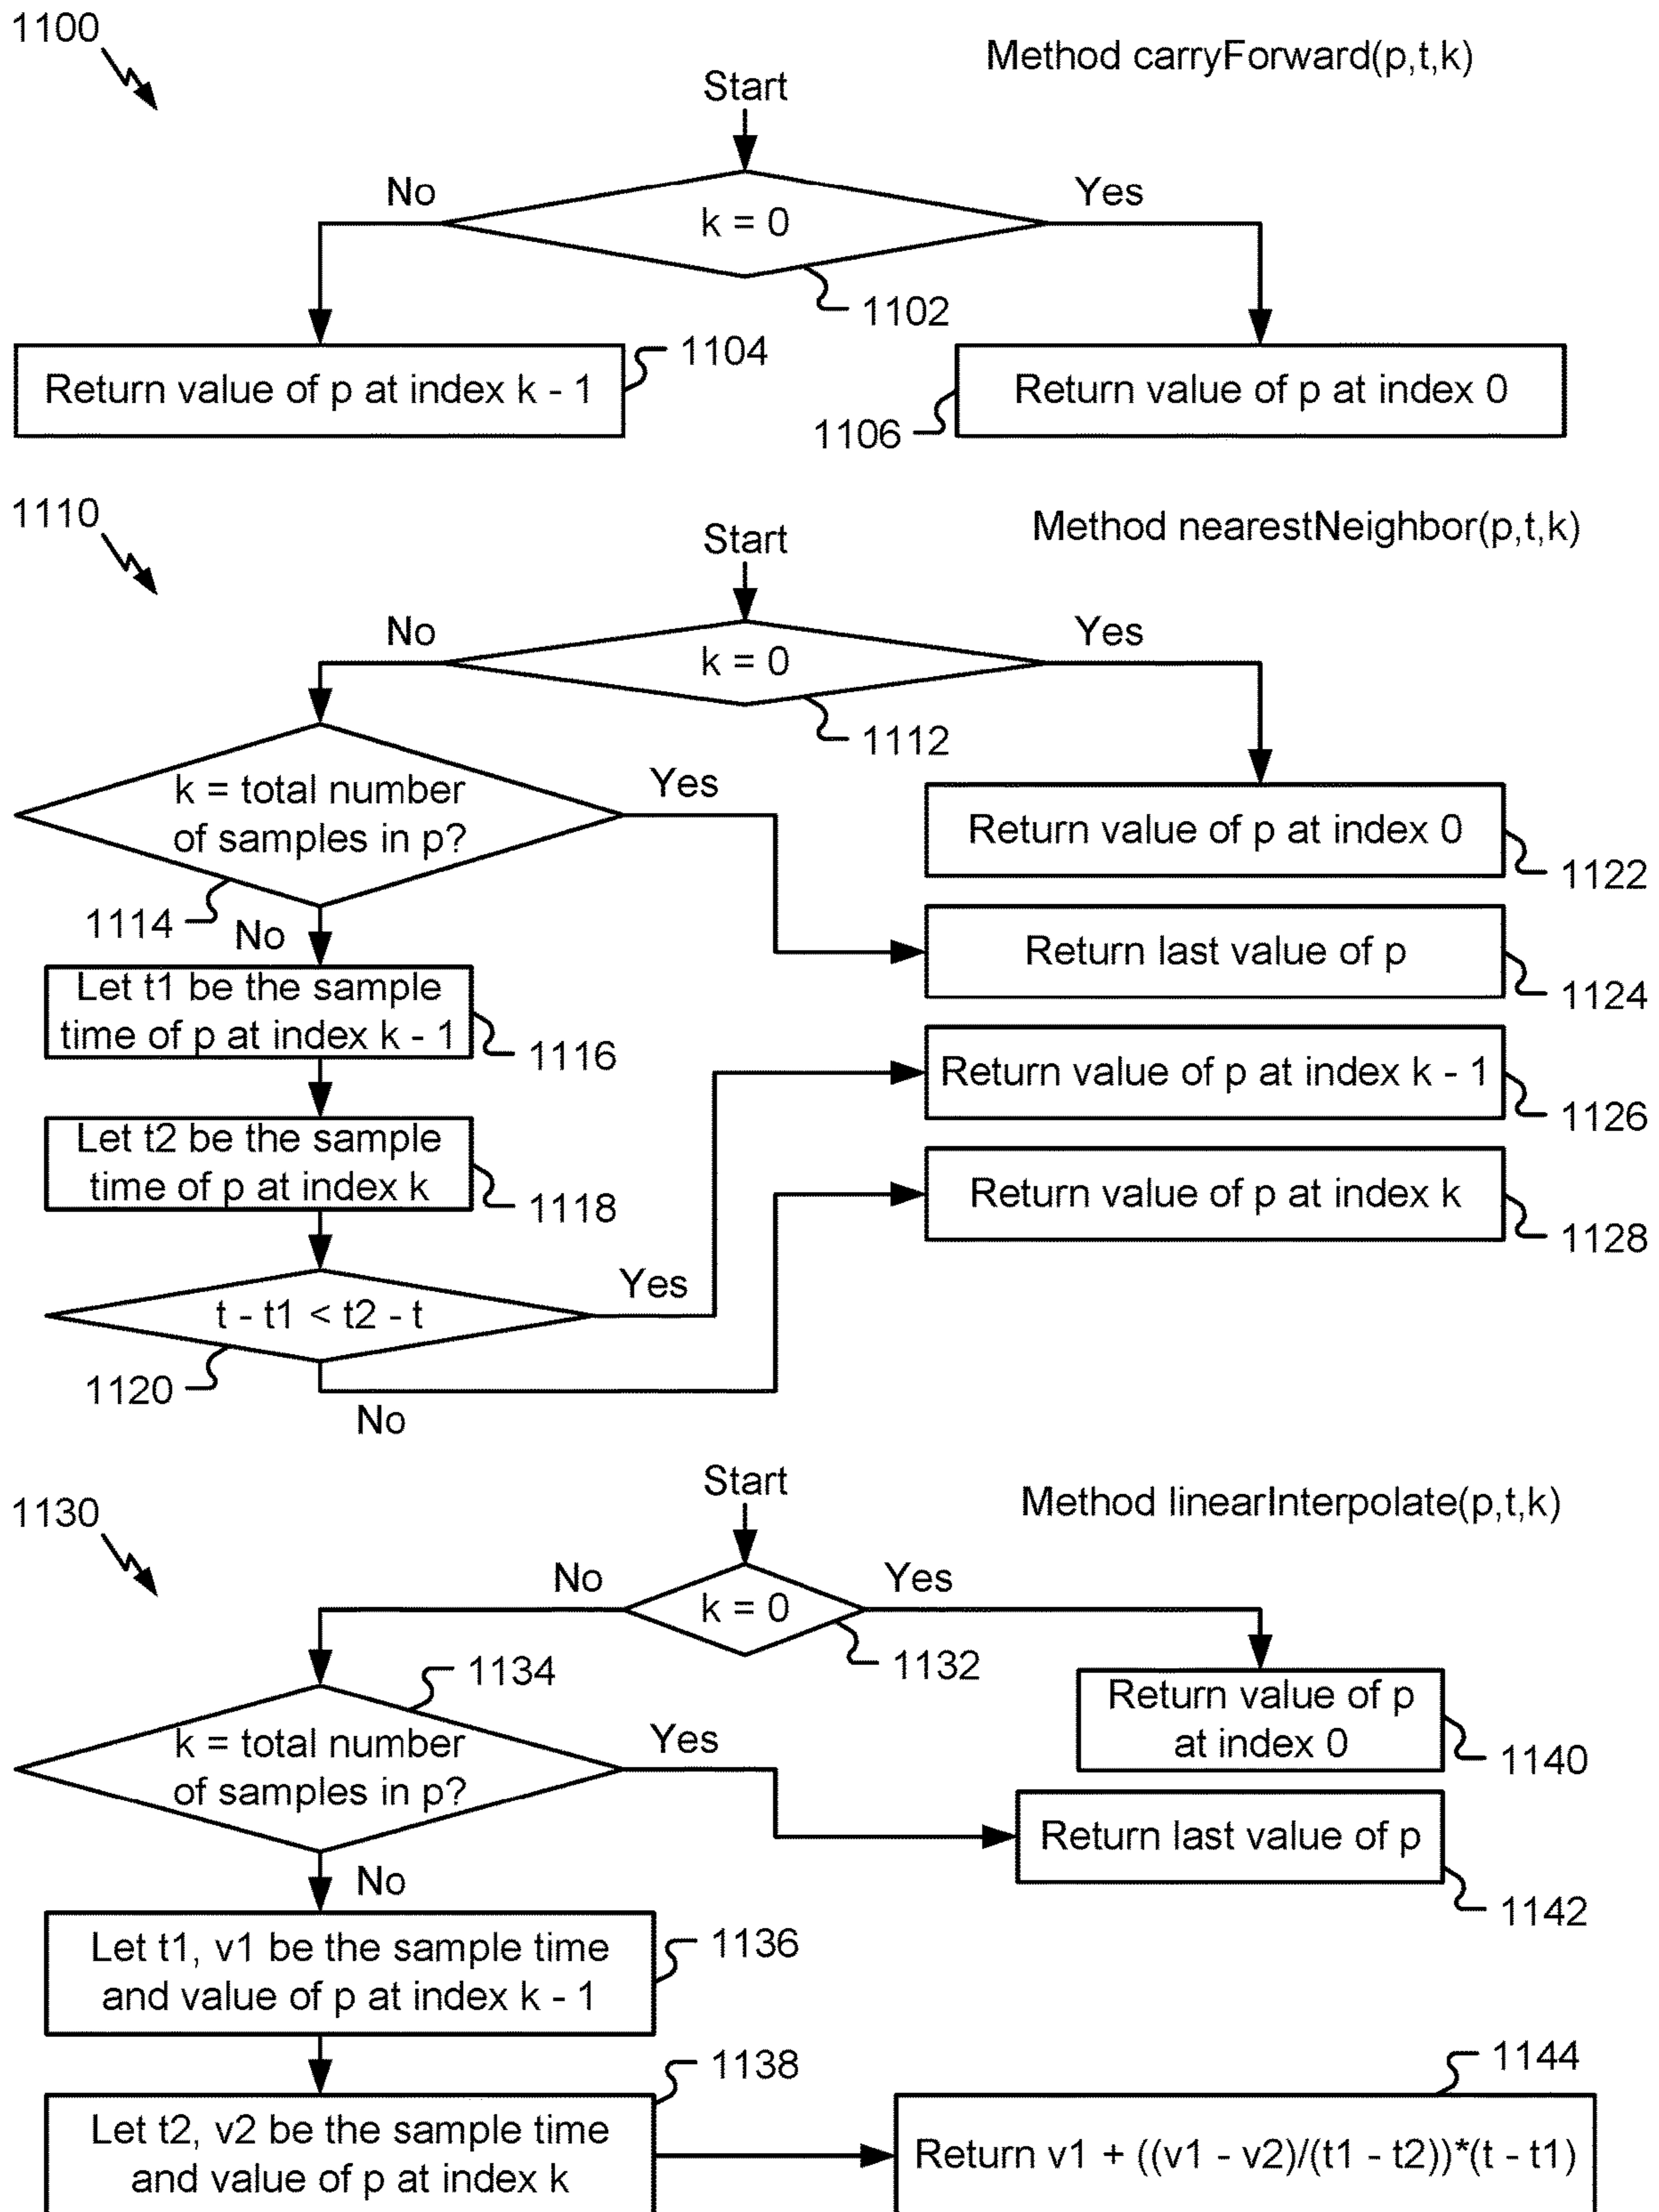 1100
Method carryForward(p,t,k)
Start
No
Yes
k = 0
1102
1104
Return value of p at index k - 1
Return value of p at index 0
1106
1110
Method nearestNeighbor(p,t,k)
Start
No
Yes
k = 0
1112
k = total number
of samples in p?
Yes
Return value of p at index 0
1122
1114
No
Return last value of p
1124
Let t1 be the sample
time of p at index k - 1
1116
Return value of p at index k - 1
1126
Let t2 be the sample
time of p at index k
1118
Return value of p at index k
1128
Yes
t - t1 < t2 - t
1120
No
1130
Start
Method linearInterpolate(p,t,k)
No
Yes
k = 0
1132
1134
Return value of p
at index 0
1140
k = total number
of samples in p?
Yes
Return last value of p
1142
No
Let t1, v1 be the sample time
and value of p at index k - 1
1136
1138
1144
Let t2, v2 be the sample time
and value of p at index k
Return v1 + ((v1 - v2)/(t1 - t2))*(t - t1)